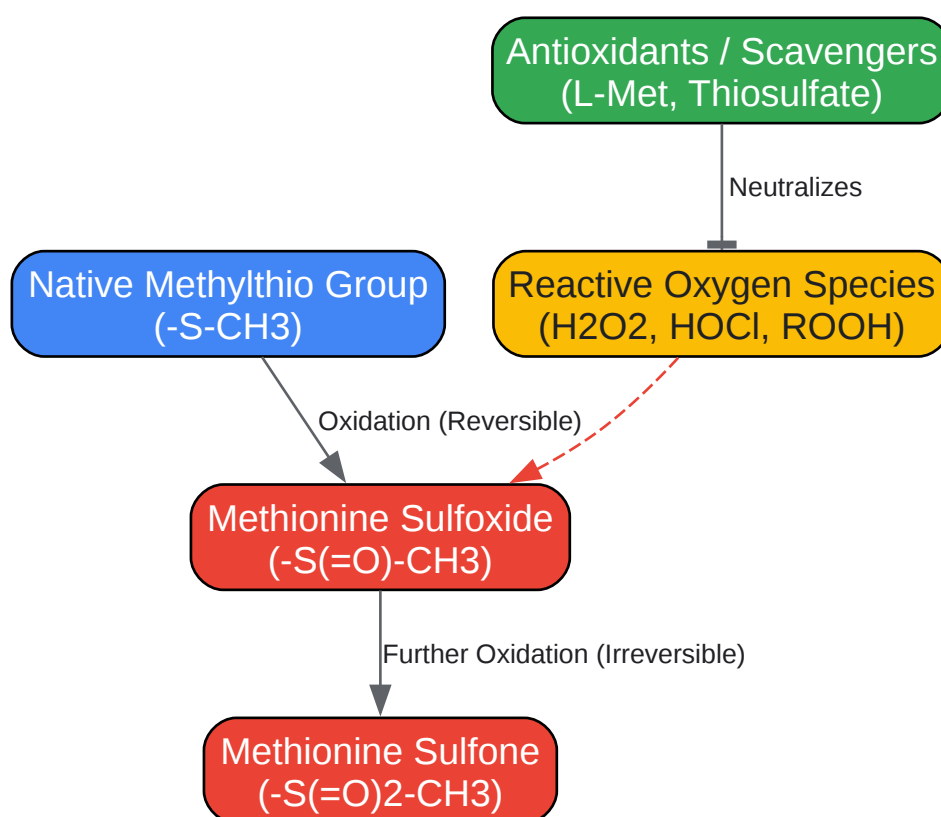 Antioxidants / Scavengers
(L-Met, Thiosulfate)
Neutralizes
Native Methylthio Group
(-S-CH3)
Reactive Oxygen Species
(H2O2, HOCl, ROOH)
Oxidation (Reversible)
Methionine Sulfoxide
(-S(=O)-CH3)
Further Oxidation (Irreversible)
Methionine Sulfone
(-S(=O)2-CH3)